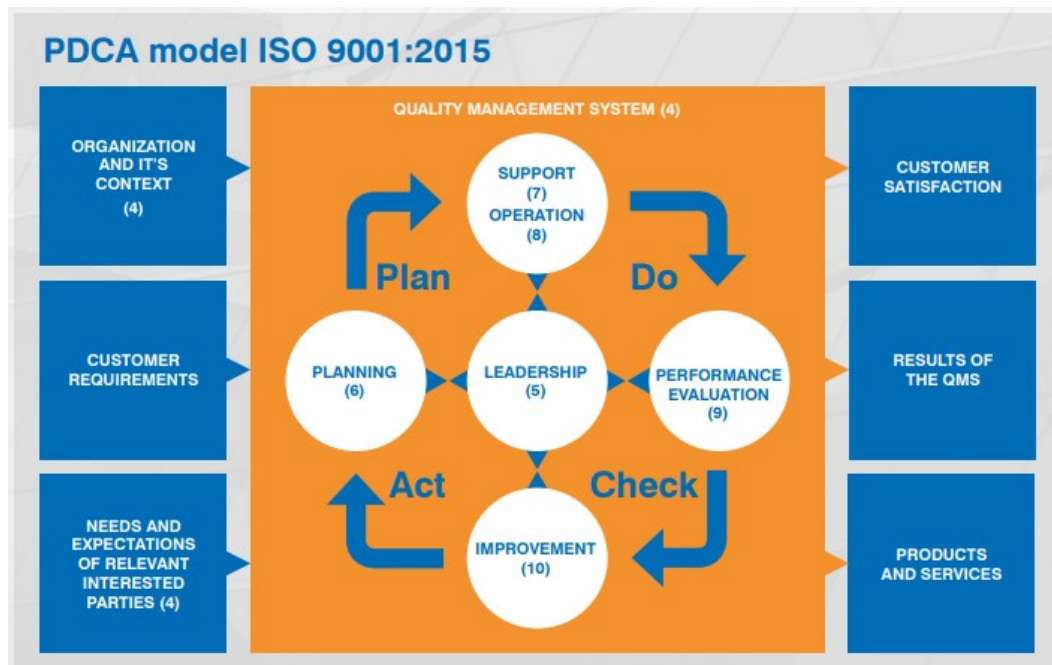 PDCA model ISO 9001:2015
ORGANIZATION
AND IT'S
CONTEXT
(4)
CUSTOMER
REQUIREMENTS
NEEDS AND
EXPECTATIONS
OF RELEVANT
INTERESTED
PARTIES (4)
QUALITY MANAGEMENT SYSTEM (4)
SUPPORT
(7)
OPERATION
(8)
Plan
Do
PLANNING
(6)
LEADERSHIP
(5)
PERFORMANCE
EVALUATION
(9)
Act
Check
IMPROVEMENT
(10)
CUSTOMER
SATISFACTION
RESULTS OF
THE QMS
PRODUCTS
AND SERVICES